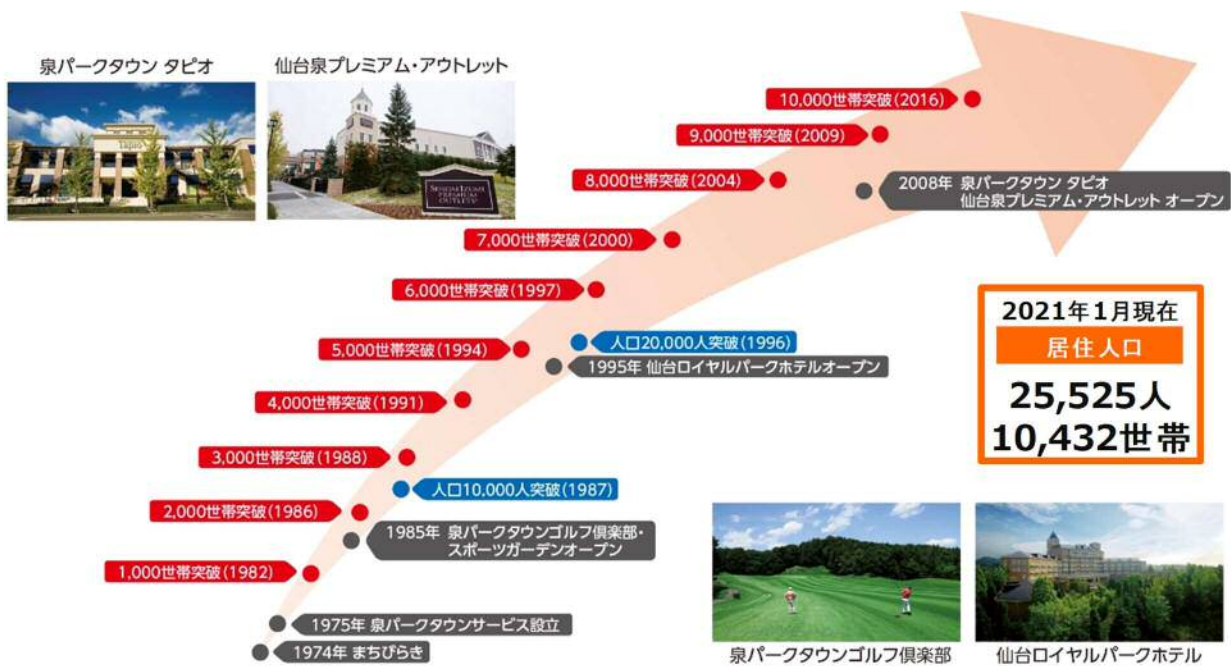 泉パークタウン タピオ
仙台泉プレミアム・アウトレット
Tapio
SENDAI IZUMI
PREMIUM
OUTLETS
10,000世帯突破(2016)
9,000世帯突破(2009)
8,000世帯突破(2004)
2008年 泉パークタウン タピオ
仙台泉プレミアム・アウトレット オープン
7,000世帯突破(2000)
6,000世帯突破(1997)
5,000世帯突破(1994)
人口20,000人突破(1996)
1995年 仙台ロイヤルパークホテルオープン
4,000世帯突破(1991)
3,000世帯突破(1988)
人口10,000人突破(1987)
2,000世帯突破(1986)
1985年 泉パークタウンゴルフ倶楽部・
スポーツガーデンオープン
1,000世帯突破(1982)
1975年 泉パークタウンサービス設立
1974年 まちびらき
2021年1月現在
居住人口
25,525人
10,432世帯
泉パークタウンゴルフ倶楽部
仙台ロイヤルパークホテル